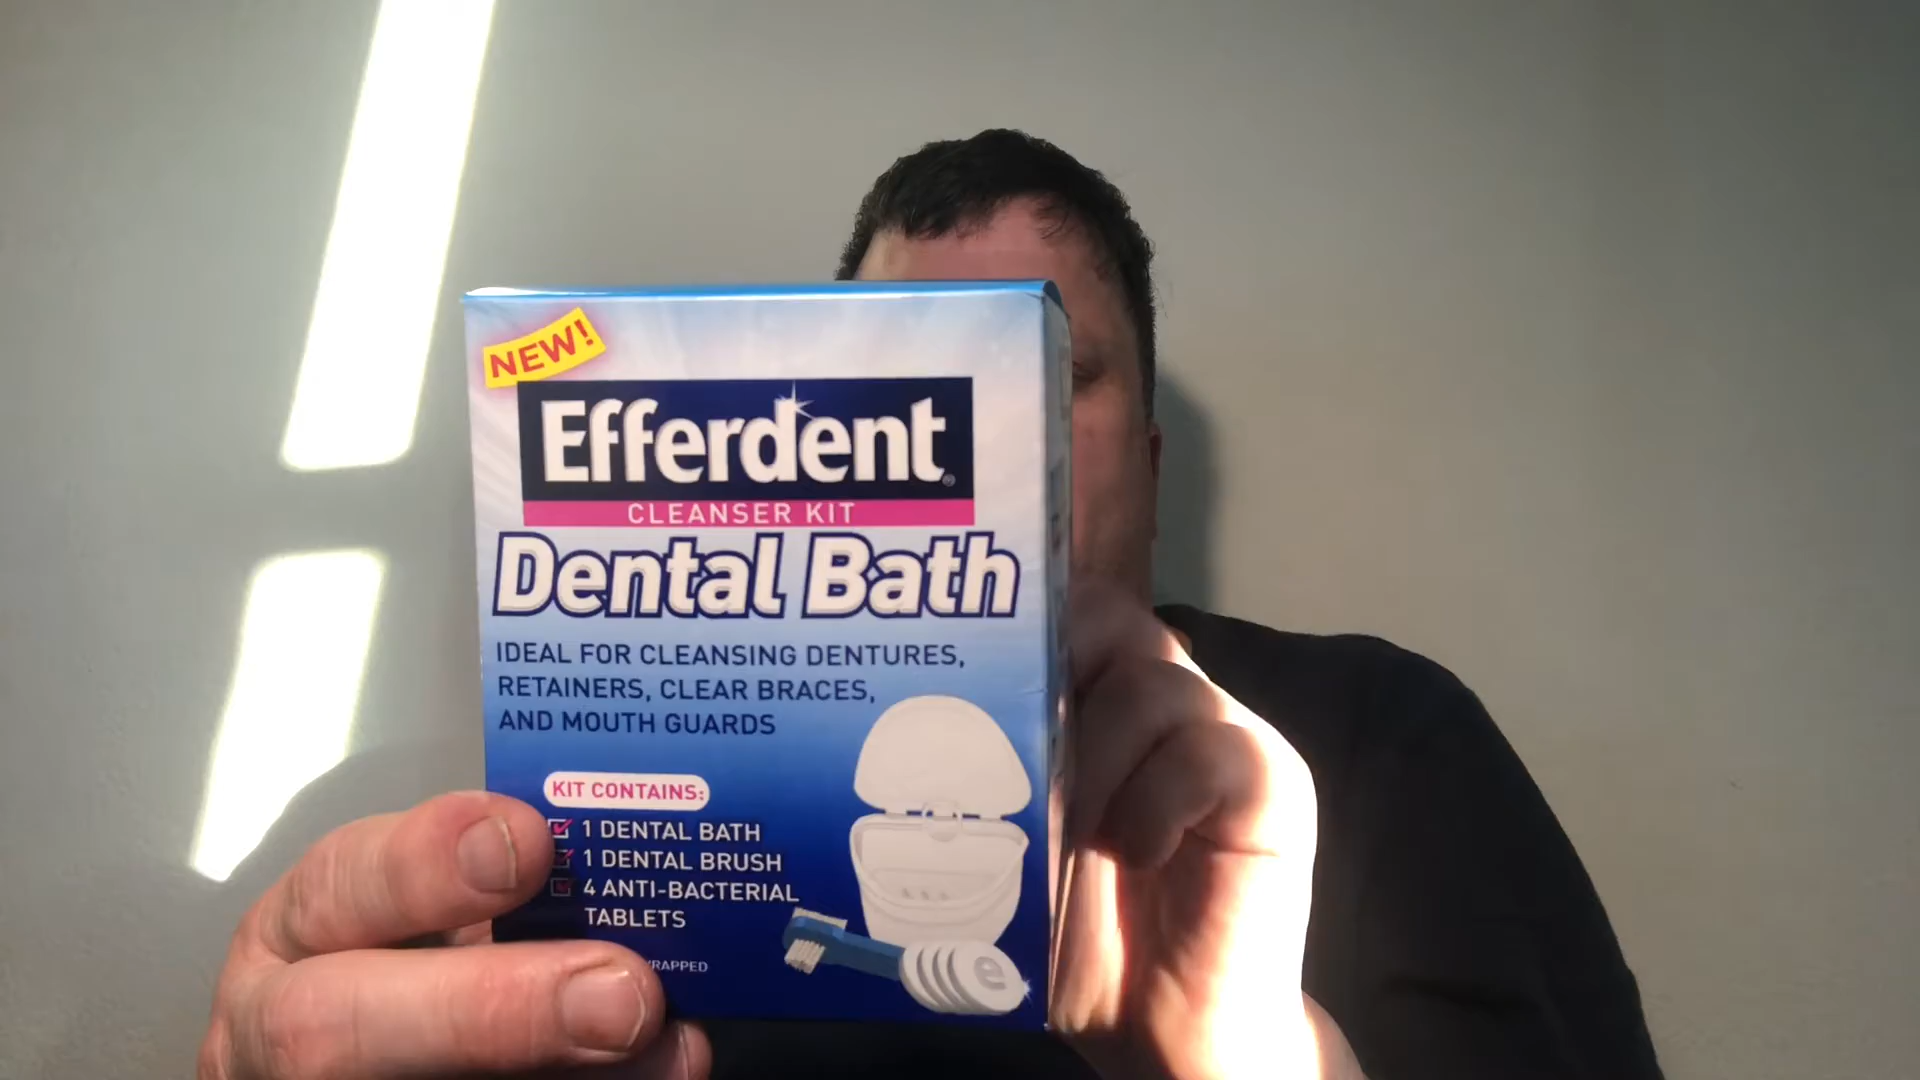 NEW!
Efferdent®
CLEANSER KIT
Dental Bath
IDEAL FOR CLEANSING DENTURES,
RETAINERS, CLEAR BRACES,
AND MOUTH GUARDS
KIT CONTAINS:
1 DENTAL BATH
1 DENTAL BRUSH
4 ANTI-BACTERIAL
TABLETS
e